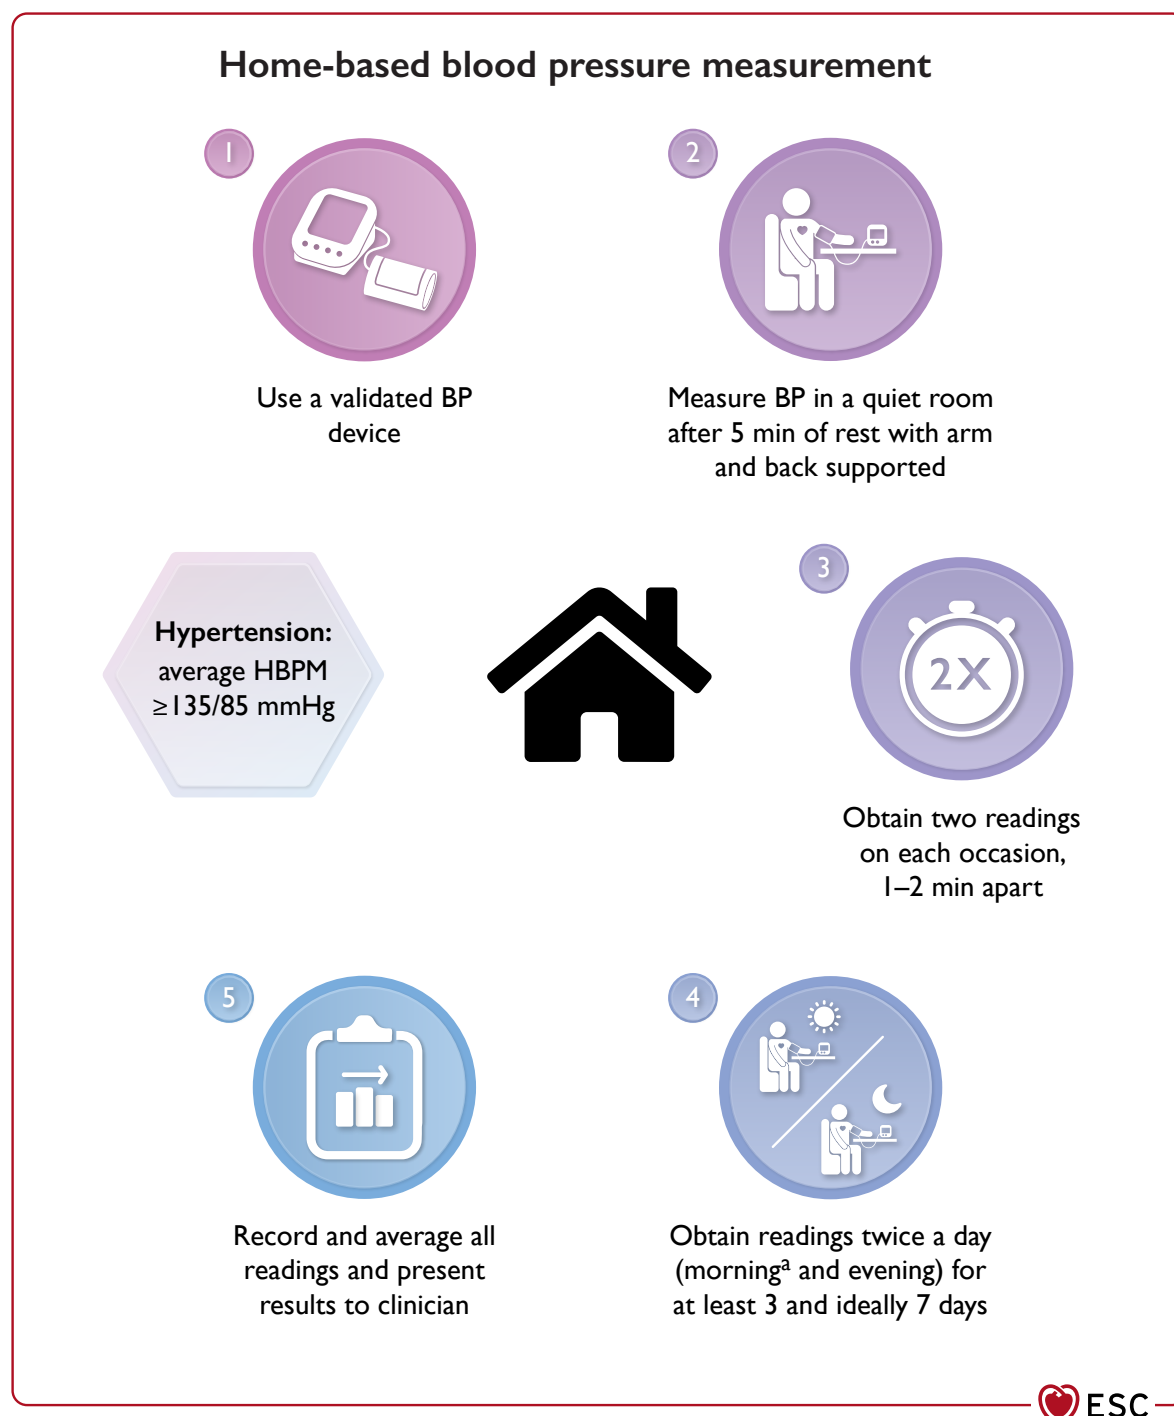 Home-based blood pressure measurement
1
Use a validated BP
device
2
Measure BP in a quiet room
after 5 min of rest with arm
and back supported
3
2X
Obtain two readings
on each occasion,
1–2 min apart
4
Obtain readings twice a day
(morningᵃ and evening) for
at least 3 and ideally 7 days
5
Record and average all
readings and present
results to clinician
Hypertension:
average HBPM
≥135/85 mmHg
ESC